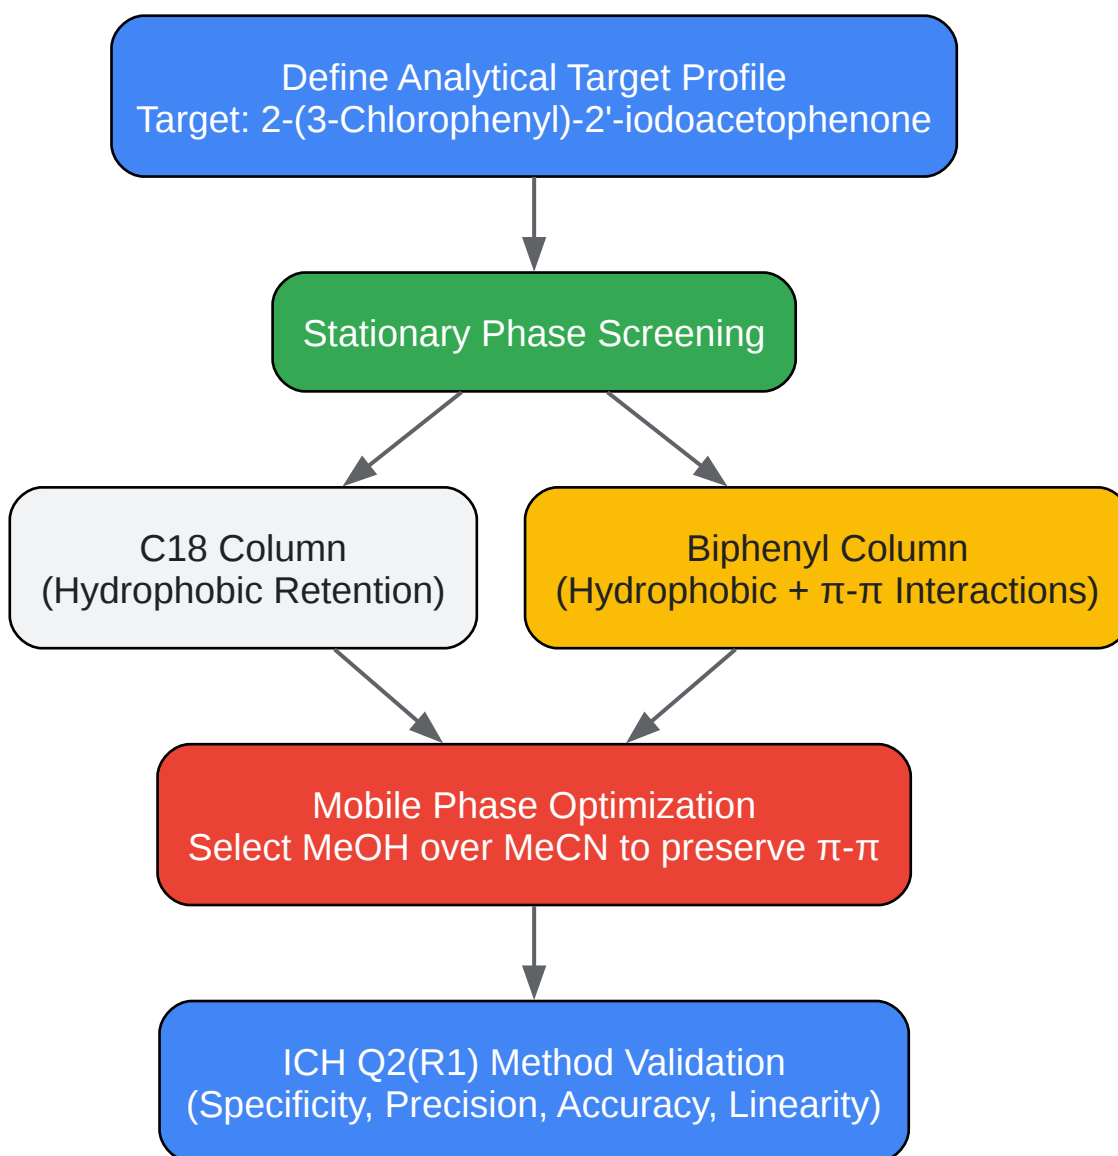 Define Analytical Target Profile
Target: 2-(3-Chlorophenyl)-2'-iodoacetophenone
Stationary Phase Screening
C18 Column
(Hydrophobic Retention)
Biphenyl Column
(Hydrophobic + π-π Interactions)
Mobile Phase Optimization
Select MeOH over MeCN to preserve π-π
ICH Q2(R1) Method Validation
(Specificity, Precision, Accuracy, Linearity)